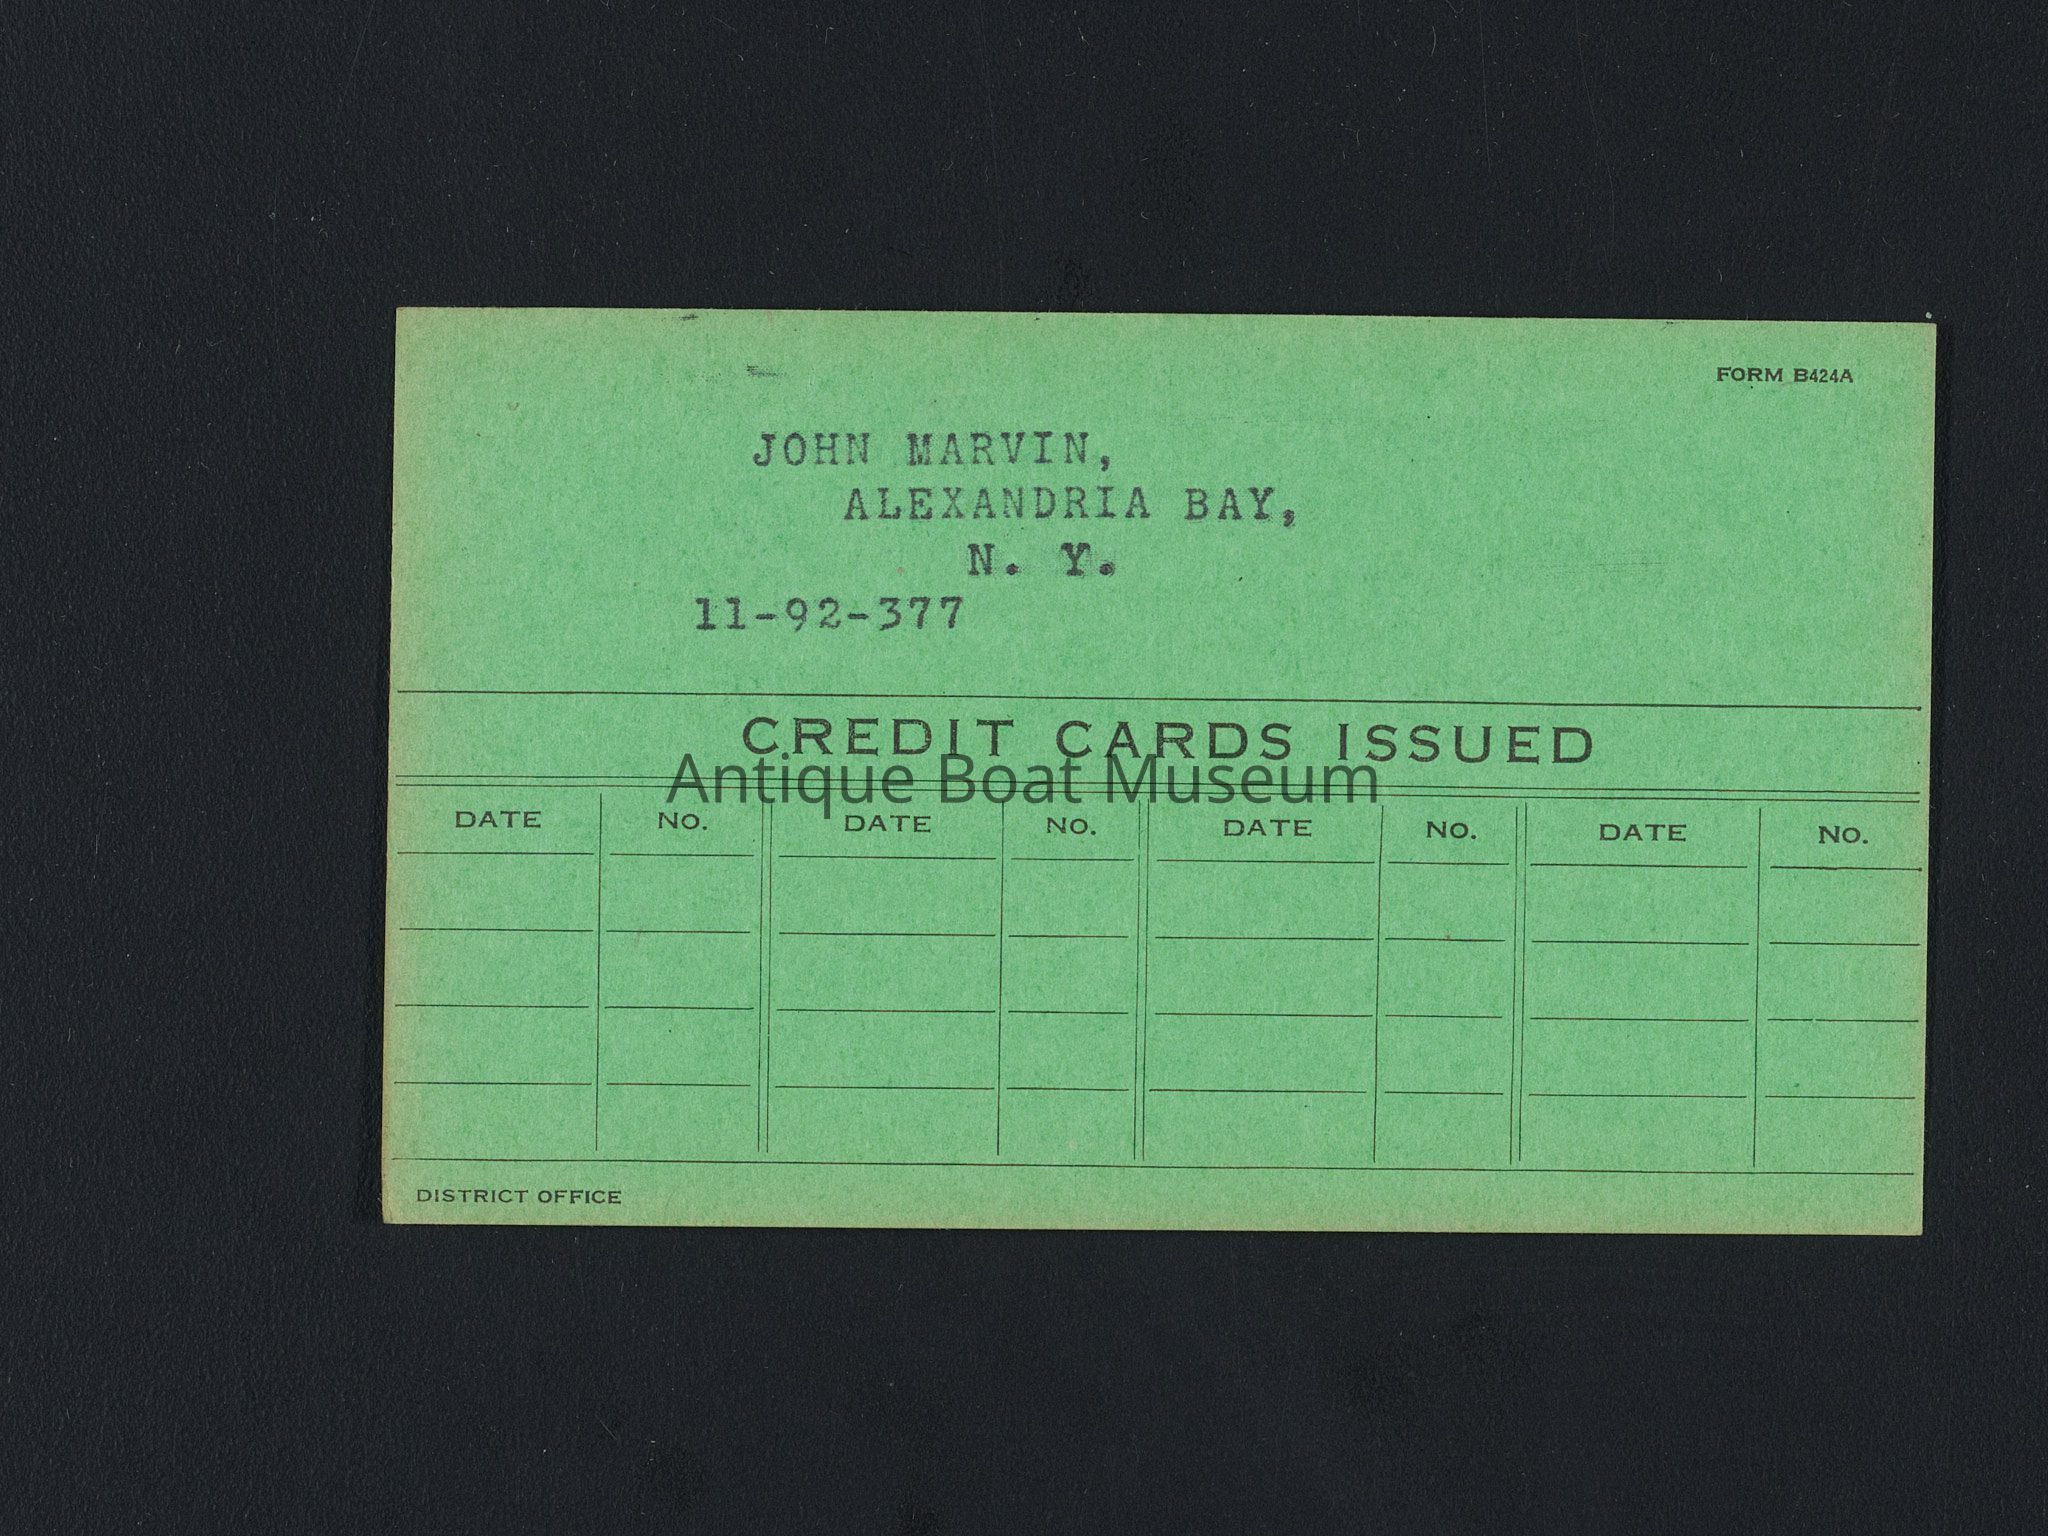 FORM B424A
JOHN MARVIN,
ALEXANDRIA BAY,
N. Y.
11-92-377
CREDIT CARDS ISSUED
Antique Boat Museum
DATE NO. DATE NO. DATE NO. DATE NO.
DISTRICT OFFICE